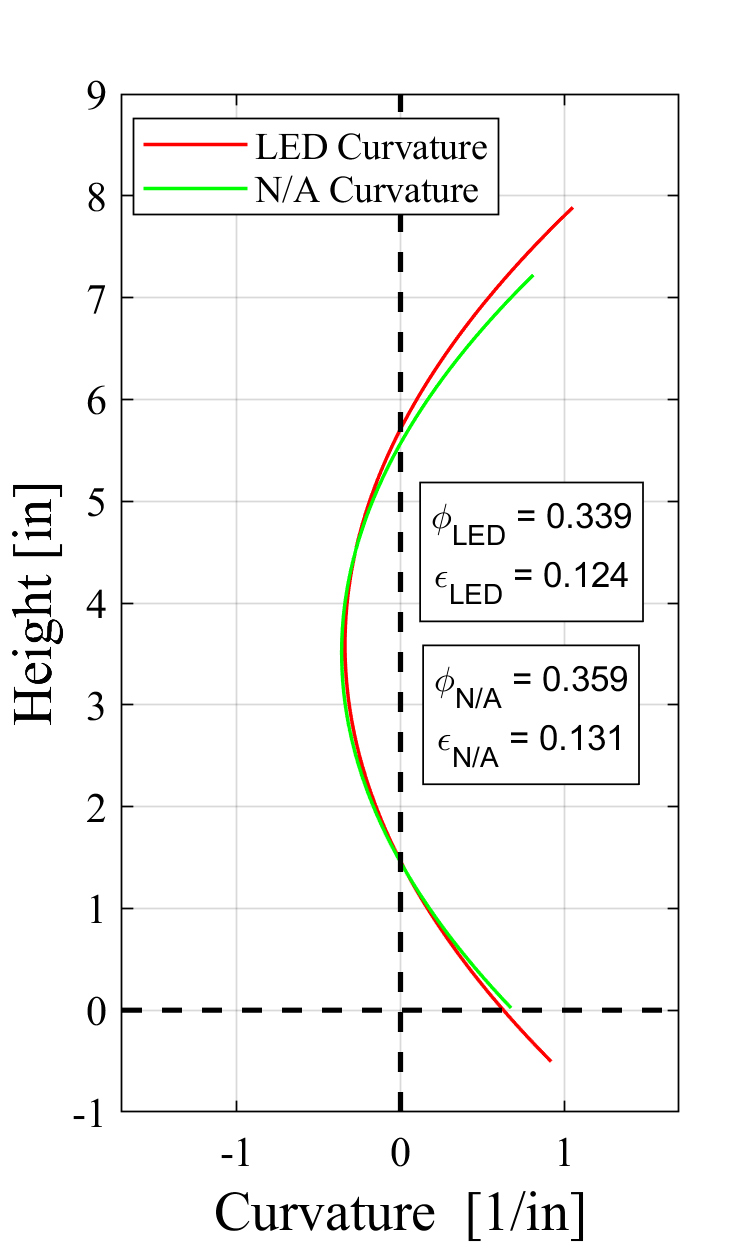 9
8
7
6
5
4
3
2
1
0
-1
-1 0 1
Height [in]
Curvature [1/in]
LED Curvature
N/A Curvature
ϕLED = 0.339
ϵLED = 0.124
ϕN/A = 0.359
ϵN/A = 0.131